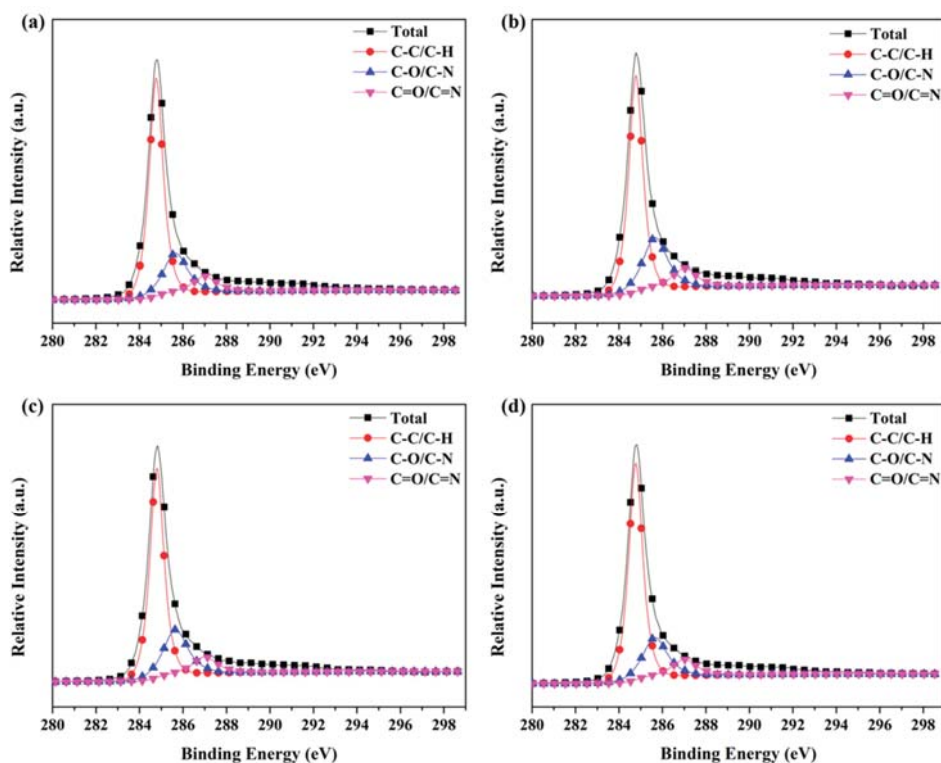 (a)
Total
C-C/C-H
C-O/C-N
C=O/C=N
Relative Intensity (a.u.)
280 282 284 286 288 290 292 294 296 298
Binding Energy (eV)
(b)
Total
C-C/C-H
C-O/C-N
C=O/C=N
Relative Intensity (a.u.)
280 282 284 286 288 290 292 294 296 298
Binding Energy (eV)
(c)
Total
C-C/C-H
C-O/C-N
C=O/C=N
Relative Intensity (a.u.)
280 282 284 286 288 290 292 294 296 298
Binding Energy (eV)
(d)
Total
C-C/C-H
C-O/C-N
C=O/C=N
Relative Intensity (a.u.)
280 282 284 286 288 290 292 294 296 298
Binding Energy (eV)